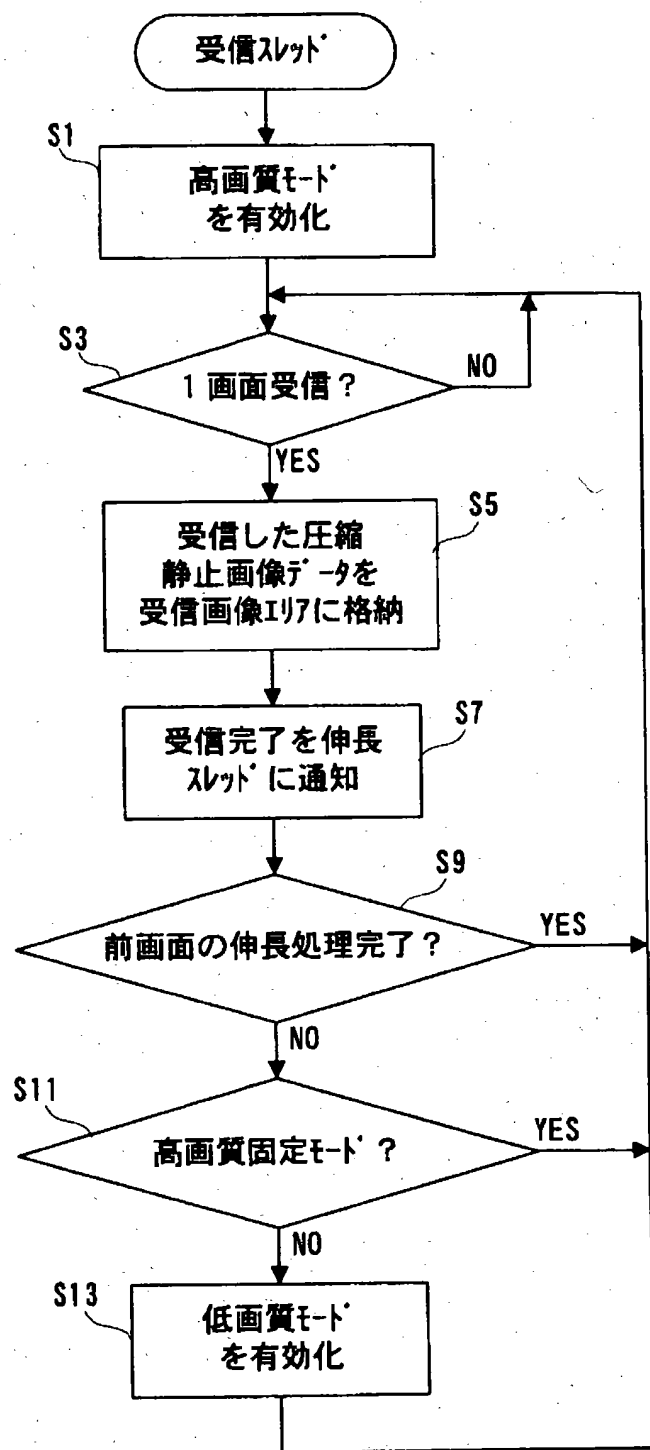 受信ｽﾚｯﾄﾞ
S1
高画質ﾓｰﾄﾞ
を有効化
S3
1画面受信？
NO
YES
S5
受信した圧縮
静止画像ﾃﾞｰﾀを
受信画像ｴﾘｱに格納
S7
受信完了を伸長
ｽﾚｯﾄﾞに通知
S9
前画面の伸長処理完了？
YES
NO
S11
高画質固定ﾓｰﾄﾞ？
YES
NO
S13
低画質ﾓｰﾄﾞ
を有効化